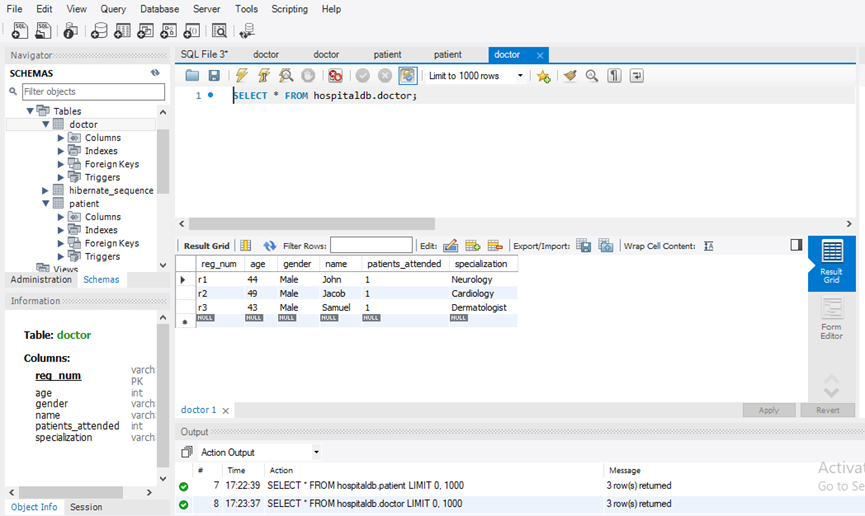 File Edit View Query Database Server Tools Scripting Help
Navigator
SCHEMAS
Filter objects
Tables
doctor
Columns
Indexes
Foreign Keys
Triggers
hibernate_sequence
patient
Columns
Indexes
Foreign Keys
Triggers
Views
Administration Schemas
Information
Table: doctor
Columns:
reg_num varch
PK
age int
gender varch
name varch
patients_attended int
specialization varch
Object Info Session
SQL File 3* doctor doctor patient patient doctor
Limit to 1000 rows
1 SELECT * FROM hospitaldb.doctor;
Result Grid Filter Rows: Edit: Export/Import: Wrap Cell Content:
reg_num age gender name patients_attended specialization
r1 44 Male John 1 Neurology
r2 49 Male Jacob 1 Cardiology
r3 43 Male Samuel 1 Dermatologist
NULL NULL NULL NULL NULL NULL
Result
Grid
Form
Editor
doctor 1 Apply Revert
Output
Action Output
# Time Action Message
7 17:22:39 SELECT * FROM hospitaldb.patient LIMIT 0, 1000 3 row(s) returned
8 17:23:37 SELECT * FROM hospitaldb.doctor LIMIT 0, 1000 3 row(s) returned
Activat
Go to Se